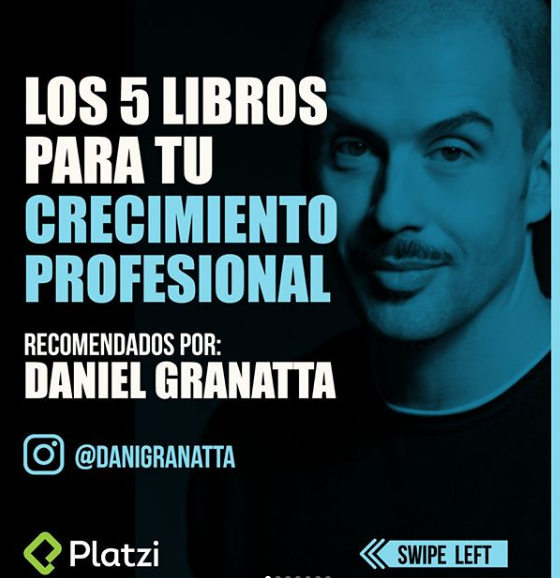 LOS 5 LIBROS
PARA TU
CRECIMIENTO
PROFESIONAL
RECOMENDADOS POR:
DANIEL GRANATTA
@DANIGRANATTA
Platzi
SWIPE LEFT